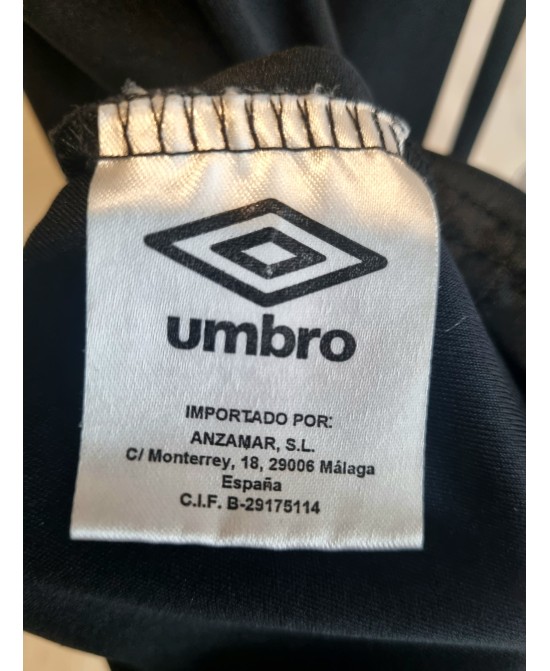 umbro
IMPORTADO POR:
ANZAMAR, S.L.
C/ Monterrey, 18, 29006 Málaga
España
C.I.F. B-29175114